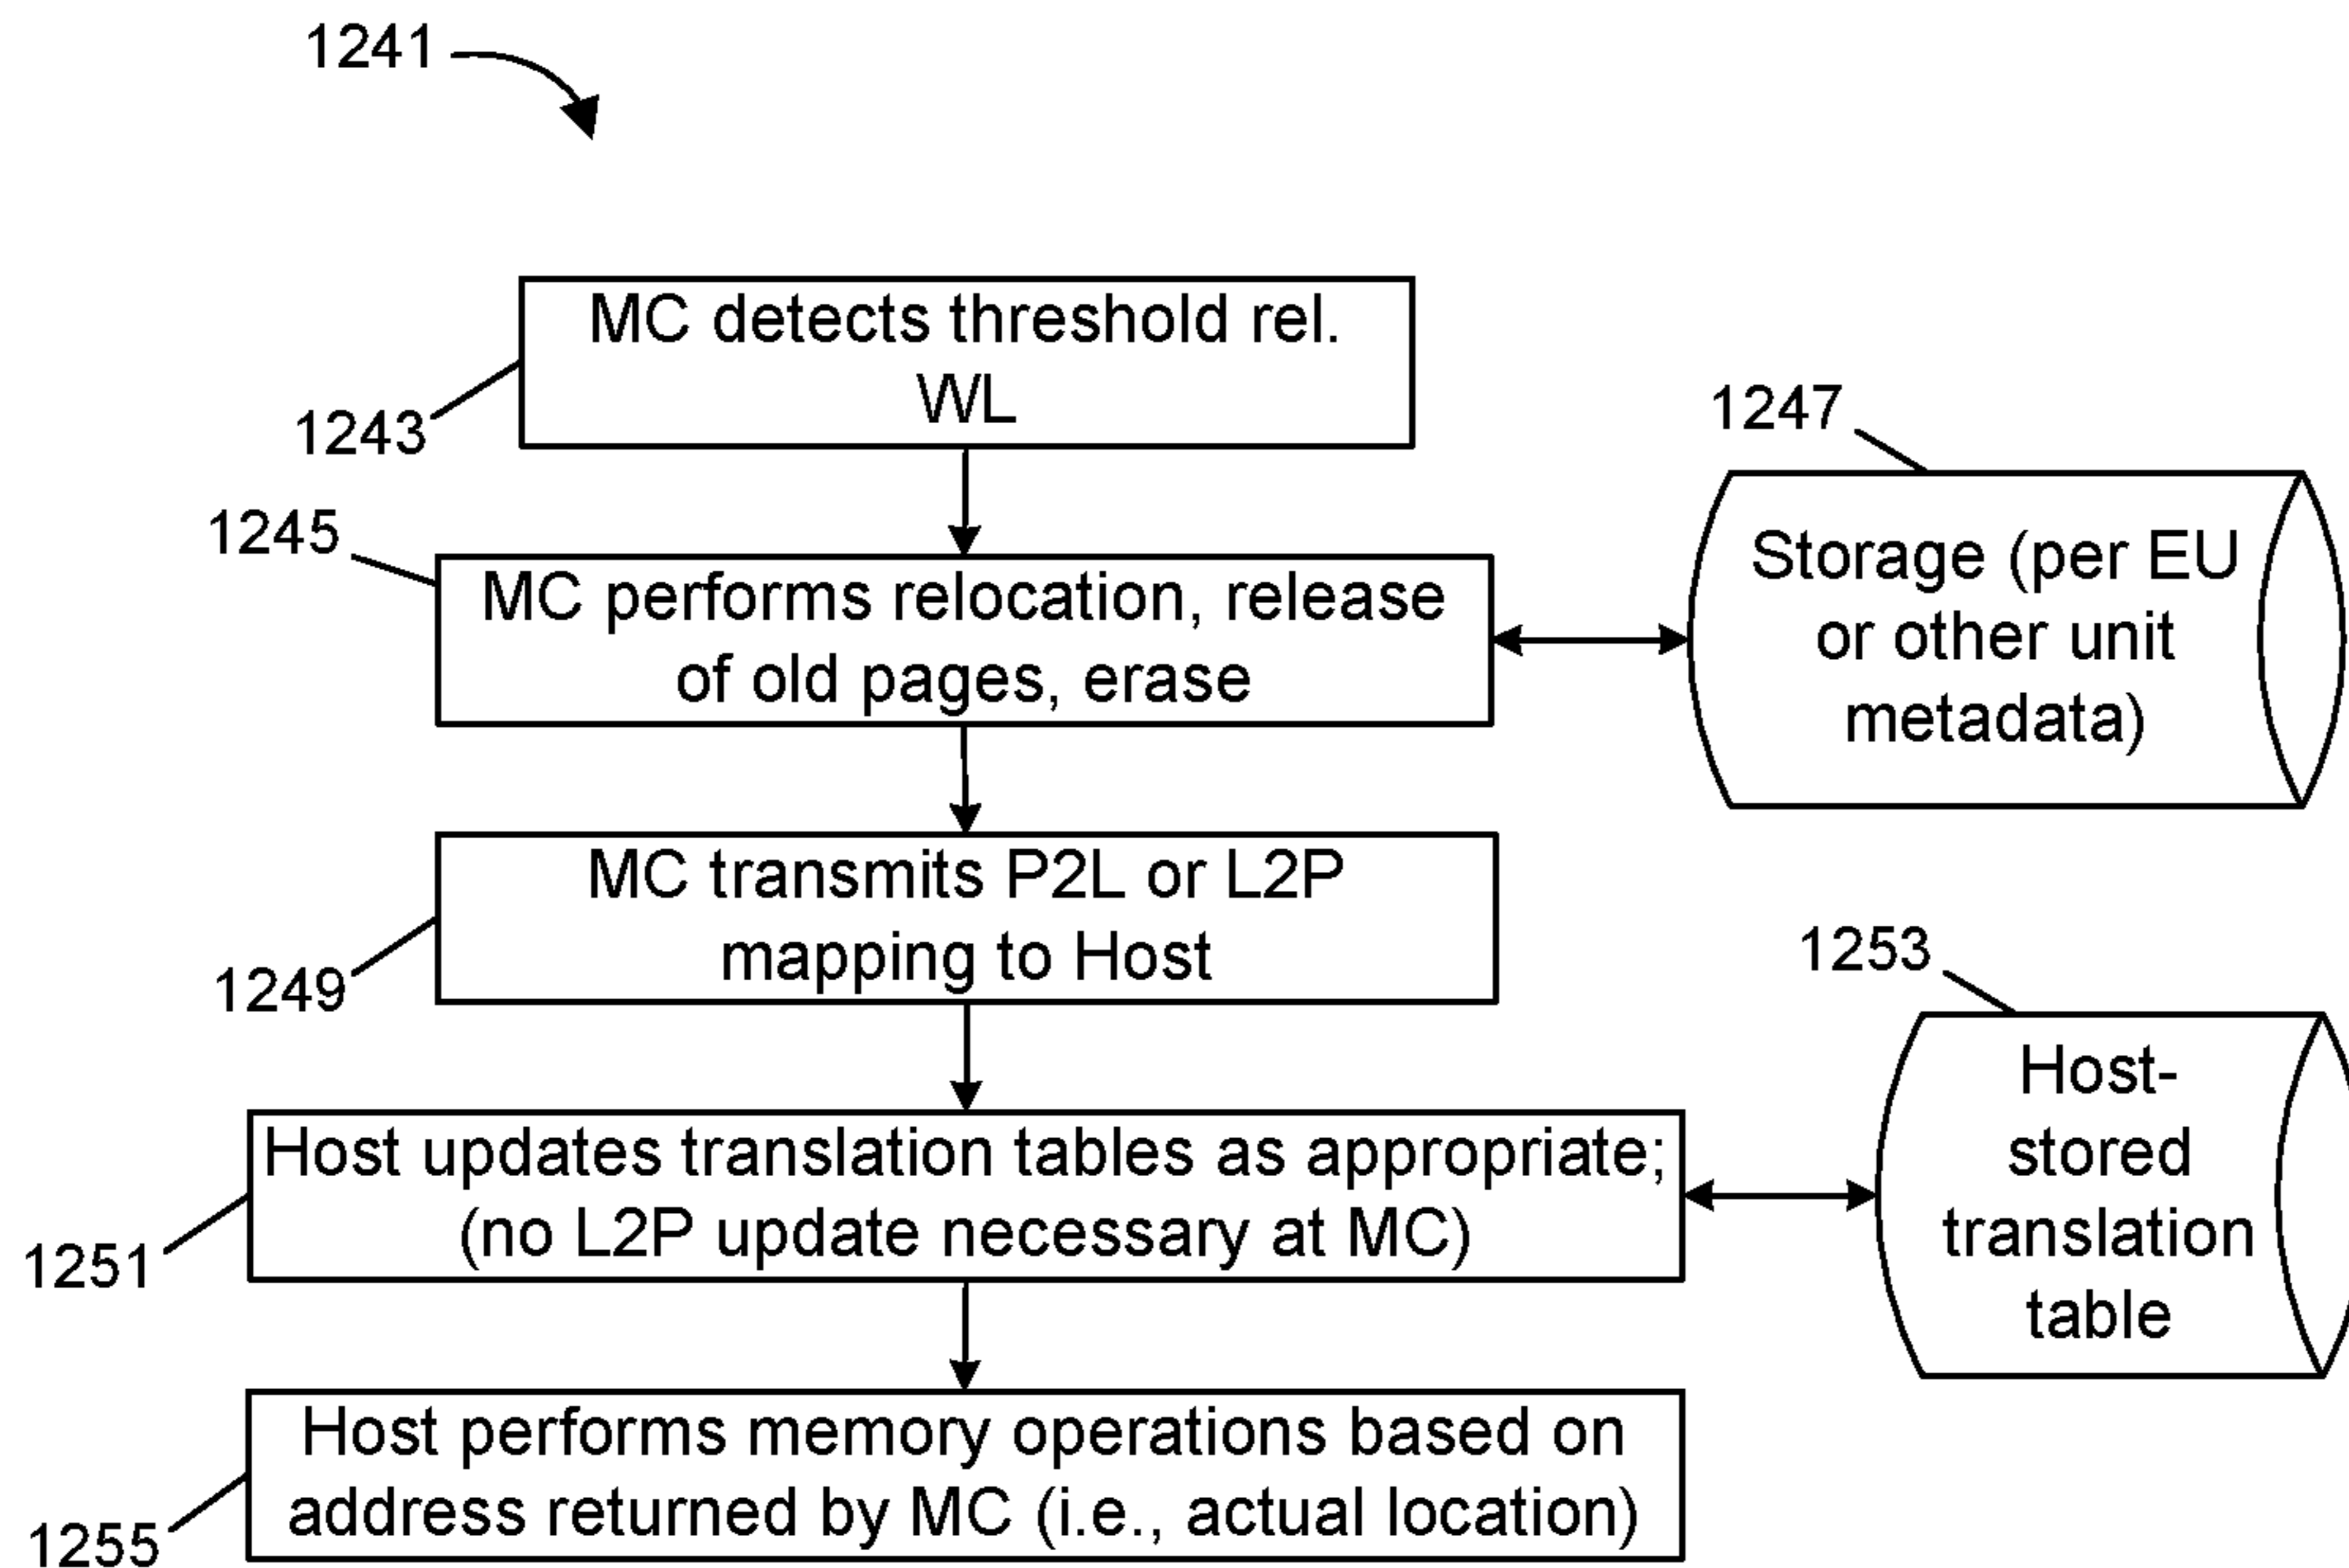 1241
MC detects threshold rel.
WL
1243
1247
1245
Storage (per EU
or other unit
metadata)
MC performs relocation, release
of old pages, erase
MC transmits P2L or L2P
mapping to Host
1249
1253
Host-
stored
translation
table
Host updates translation tables as appropriate;
(no L2P update necessary at MC)
1251
Host performs memory operations based on
address returned by MC (i.e., actual location)
1255